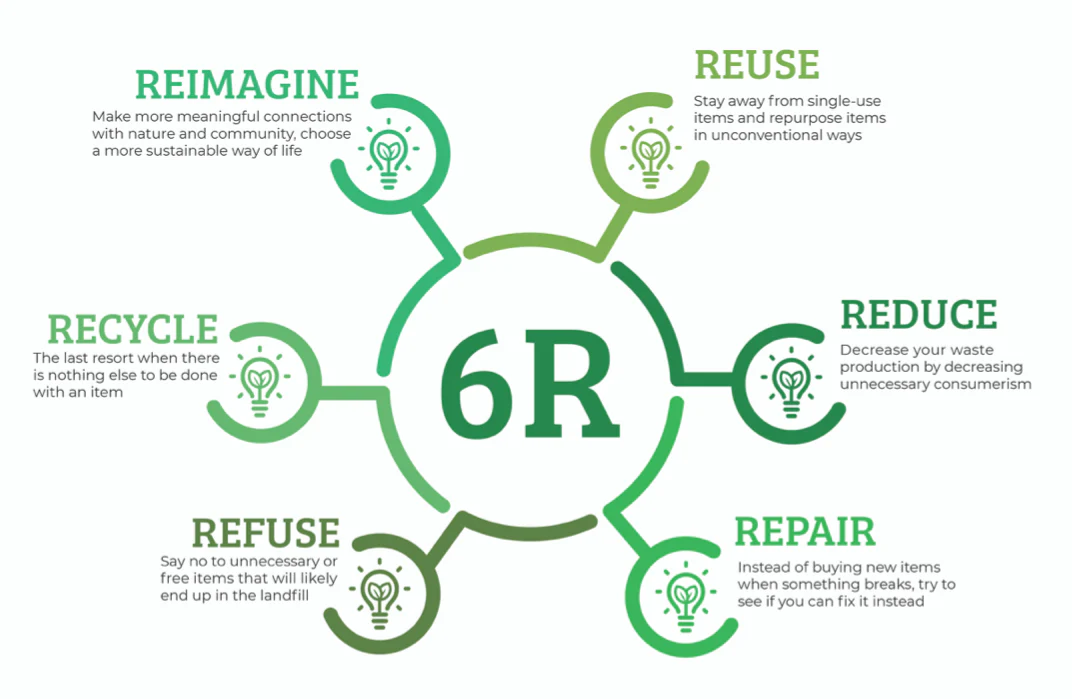 REIMAGINE
Make more meaningful connections
with nature and community, choose
a more sustainable way of life
REUSE
Stay away from single-use
items and repurpose items
in unconventional ways
RECYCLE
The last resort when there
is nothing else to be done
with an item
6R
REDUCE
Decrease your waste
production by decreasing
unnecessary consumerism
REFUSE
Say no to unnecessary or
free items that will likely
end up in the landfill
REPAIR
Instead of buying new items
when something breaks, try to
see if you can fix it instead